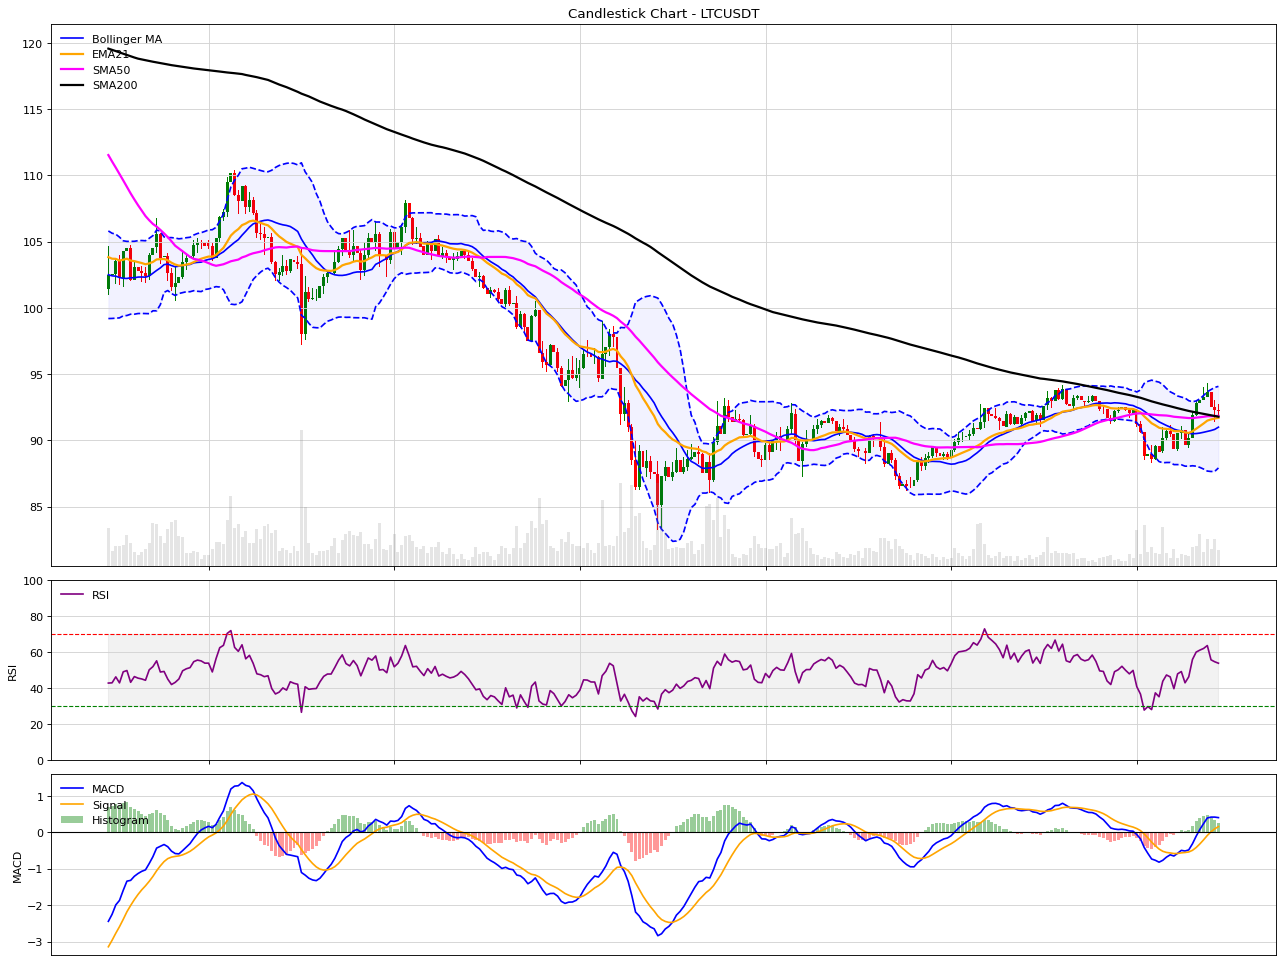 Candlestick Chart - LTCUSDT
Bollinger MA
EMA21
SMA50
SMA200
120
115
110
105
100
95
90
85
RSI
100
80
60
40
20
0
RSI
MACD
Signal
Histogram
1
0
−1
−2
−3
MACD